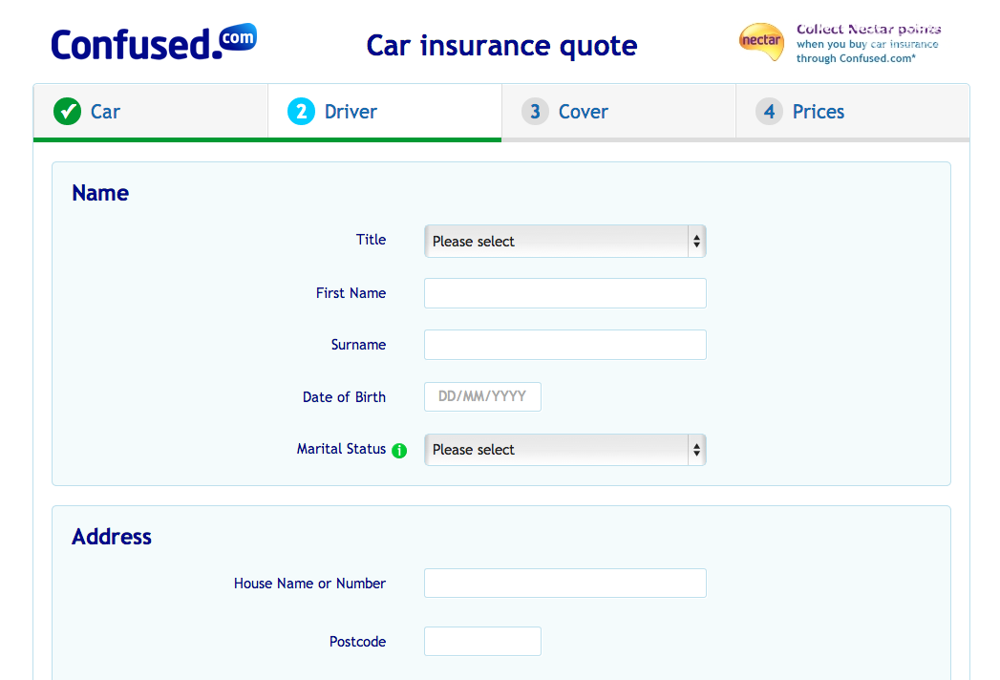 Confused.com
Car insurance quote
nectar
Collect Nectar points
when you buy car insurance
through Confused.com*
Car
2 Driver
3 Cover
4 Prices
Name
Title
Please select
First Name
Surname
Date of Birth
DD/MM/YYYY
Marital Status i
Please select
Address
House Name or Number
Postcode